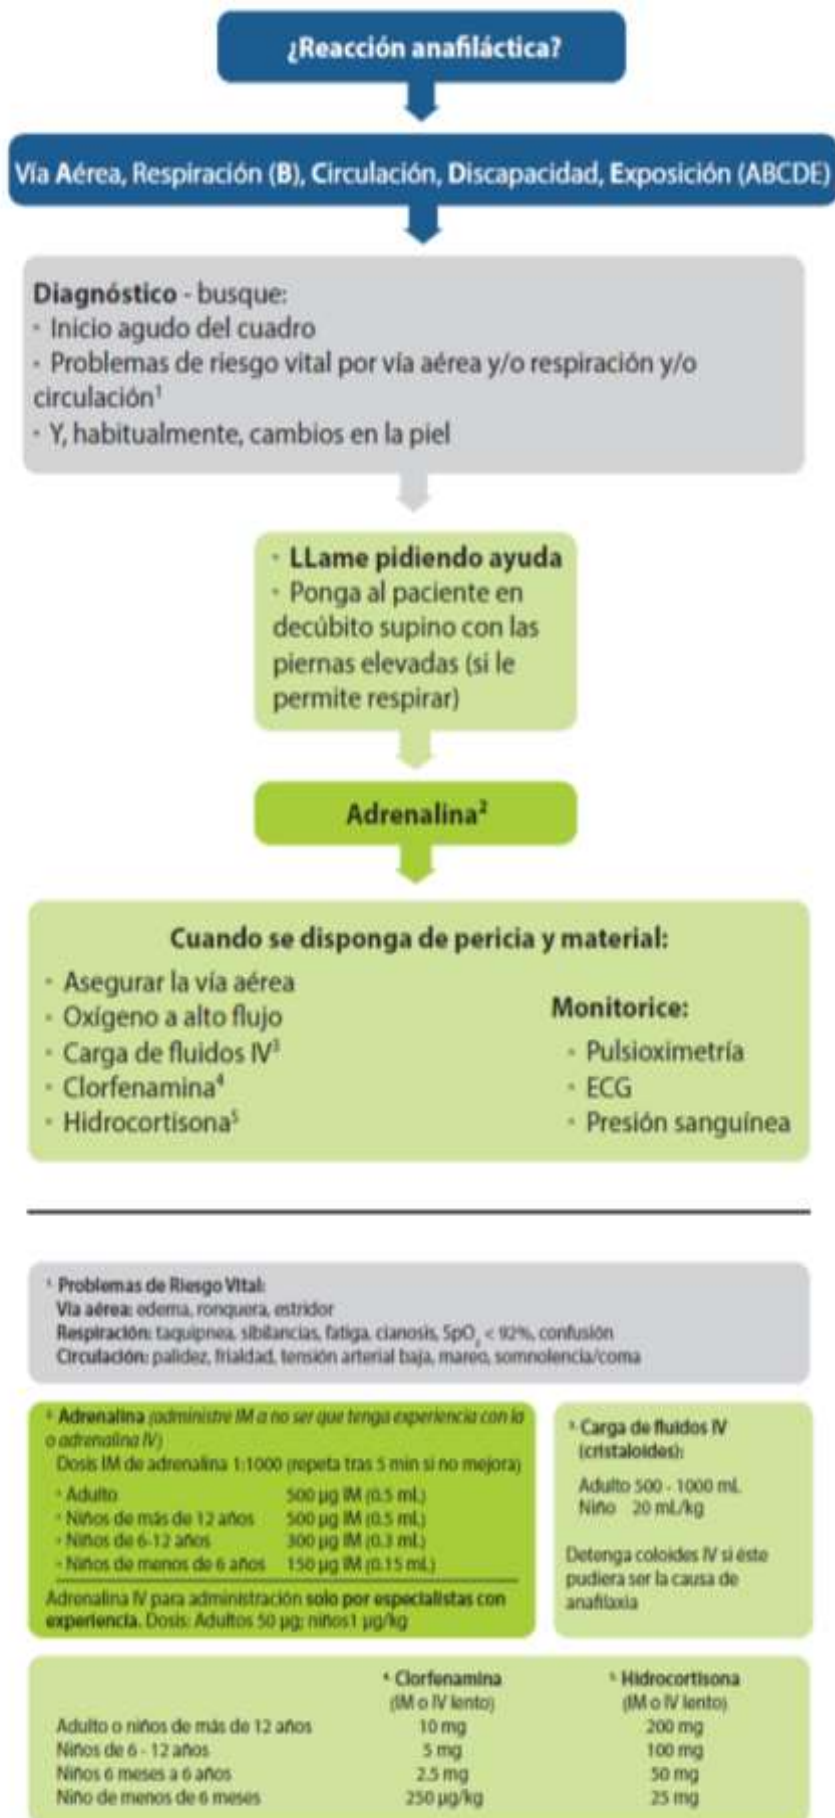 ¿Reacción anafiláctica?
Vía Aérea, Respiración (B), Circulación, Discapacidad, Exposición (ABCDE)
Diagnóstico - busque:
• Inicio agudo del cuadro
• Problemas de riesgo vital por vía aérea y/o respiración y/o
circulación¹
• Y, habitualmente, cambios en la piel
• LLame pidiendo ayuda
• Ponga al paciente en
decúbito supino con las
piernas elevadas (si le
permite respirar)
Adrenalina²
Cuando se disponga de pericia y material:
• Asegurar la vía aérea
• Oxígeno a alto flujo
• Carga de fluidos IV³
• Clorfenamina⁴
• Hidrocortisona⁵
Monitorice:
• Pulsioximetría
• ECG
• Presión sanguínea
¹ Problemas de Riesgo Vital:
Vía aérea: edema, ronquera, estridor
Respiración: taquipnea, sibilancias, fatiga, cianosis, SpO₂ < 92%, confusión
Circulación: palidez, frialdad, tensión arterial baja, mareo, somnolencia/coma
² Adrenalina (administre IM a no ser que tenga experiencia con la
o adrenalina IV)
Dosis IM de adrenalina 1:1000 (repeta tras 5 min si no mejora)
• Adulto 500 µg IM (0.5 mL)
• Niños de más de 12 años 500 µg IM (0.5 mL)
• Niños de 6-12 años 300 µg IM (0.3 mL)
• Niños de menos de 6 años 150 µg IM (0.15 mL)
Adrenalina IV para administración solo por especialistas con
experiencia. Dosis: Adultos 50 µg; niños1 µg/kg
³ Carga de fluidos IV
(cristaloides):
Adulto 500 - 1000 mL
Niño 20 mL/kg
Detenga coloides IV si éste
pudiera ser la causa de
anafilaxia
⁴ Clorfenamina ⁵ Hidrocortisona
(IM o IV lento) (IM o IV lento)
Adulto o niños de más de 12 años 10 mg 200 mg
Niños de 6 - 12 años 5 mg 100 mg
Niños 6 meses a 6 años 2.5 mg 50 mg
Niño de menos de 6 meses 250 µg/kg 25 mg